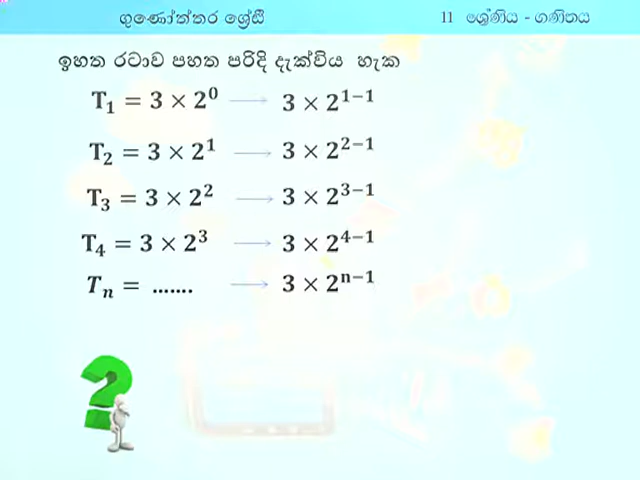 ගුණෝත්තර ශ්‍රේඪි 11 ශ්‍රේණිය - ගණිතය
ඉහත රටාව පහත පරිදි දැක්විය හැක
T₁ = 3 × 2⁰ → 3 × 2¹⁻¹
T₂ = 3 × 2¹ → 3 × 2²⁻¹
T₃ = 3 × 2² → 3 × 2³⁻¹
T₄ = 3 × 2³ → 3 × 2⁴⁻¹
Tₙ = ....... → 3 × 2ⁿ⁻¹